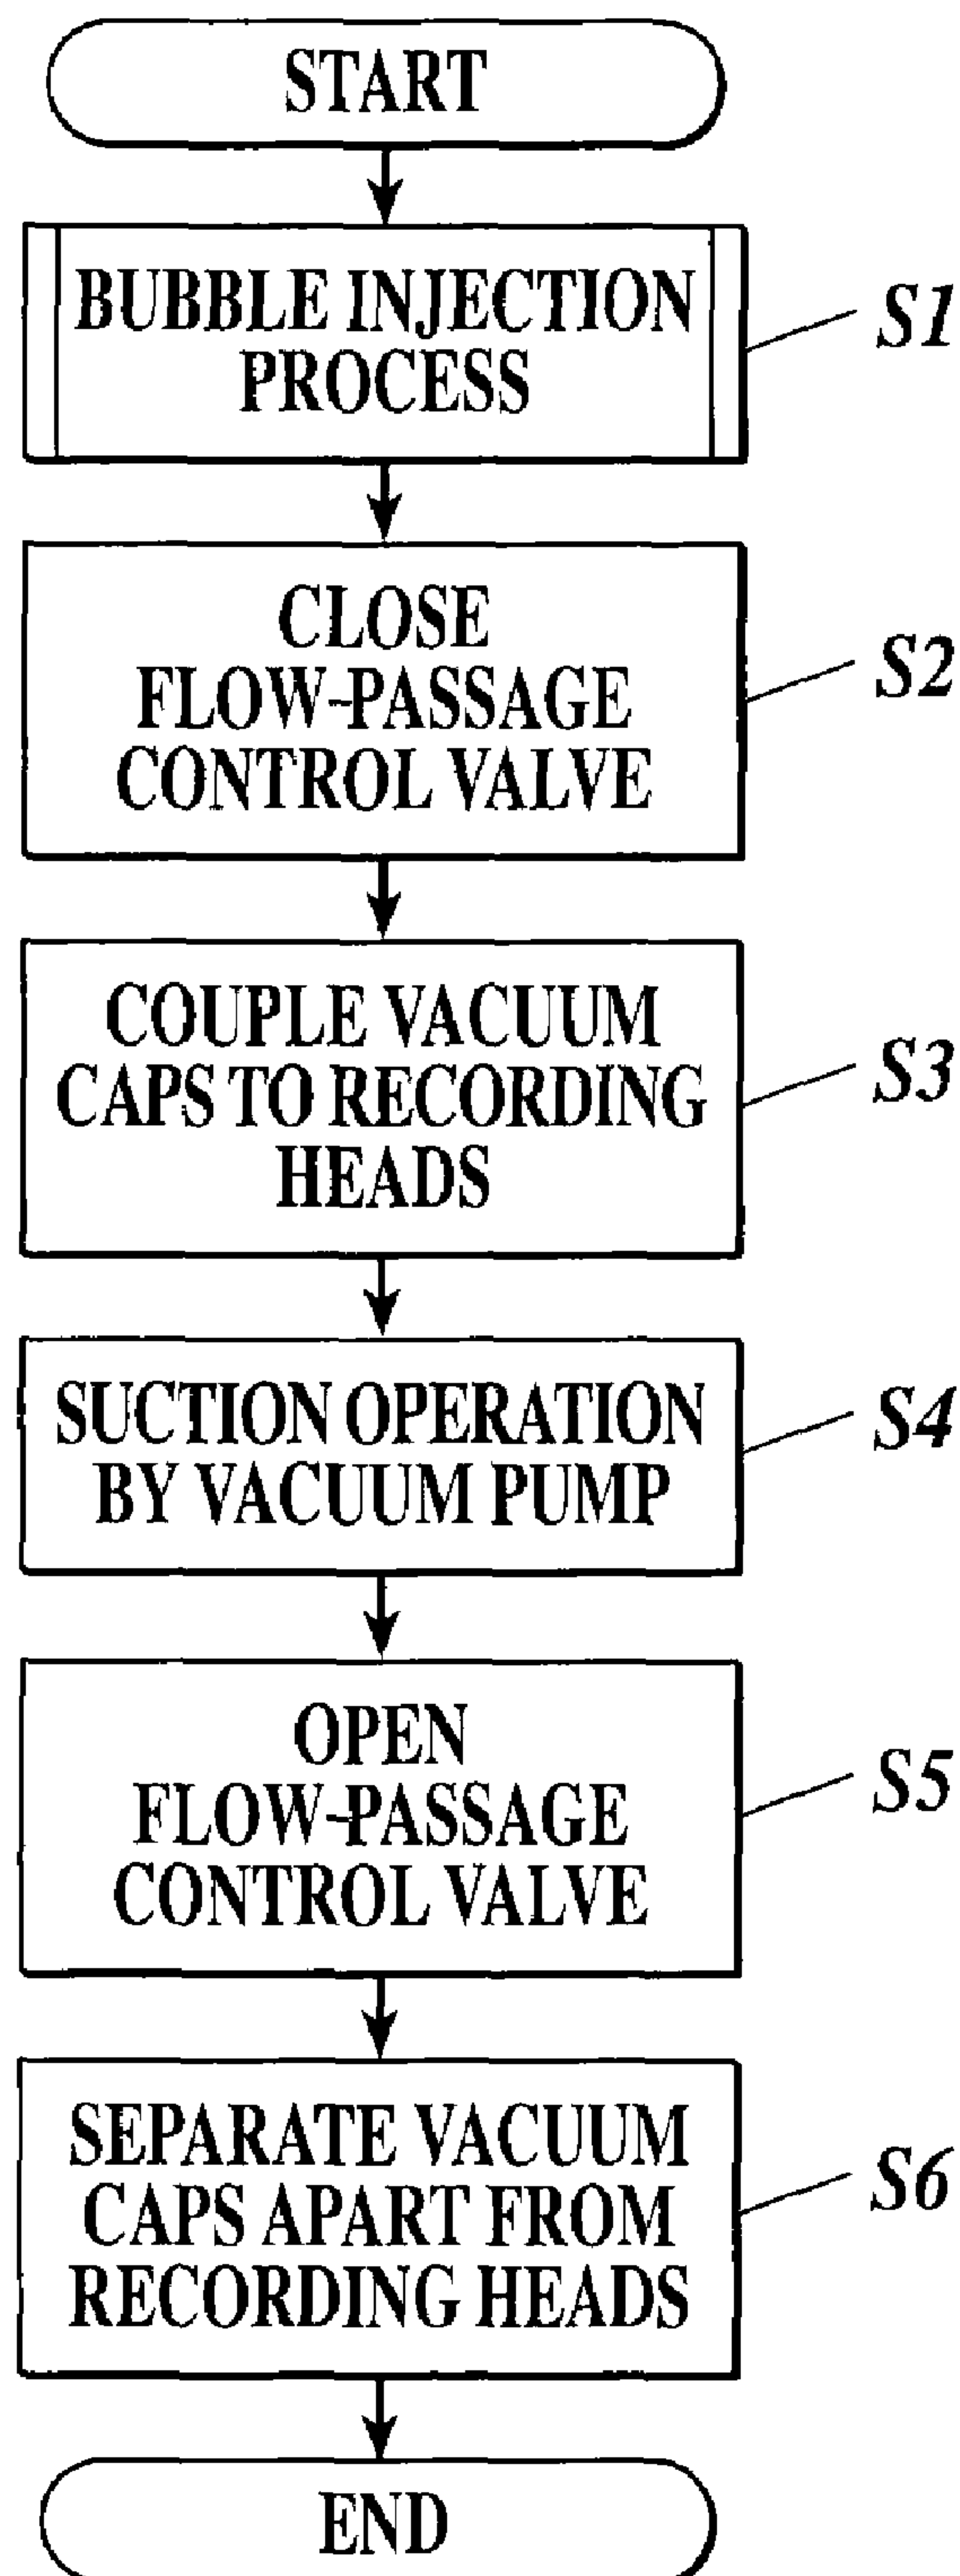 START
BUBBLE INJECTION
PROCESS
S1
CLOSE
FLOW-PASSAGE
CONTROL VALVE
S2
COUPLE VACUUM
CAPS TO RECORDING
HEADS
S3
SUCTION OPERATION
BY VACUUM PUMP
S4
OPEN
FLOW-PASSAGE
CONTROL VALVE
S5
SEPARATE VACUUM
CAPS APART FROM
RECORDING HEADS
S6
END